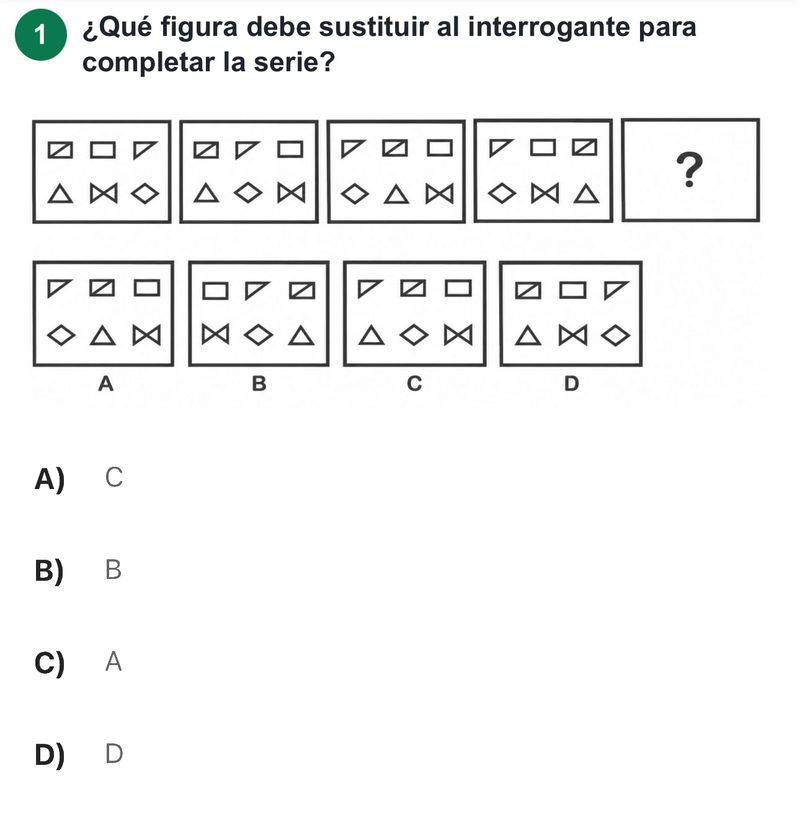 1 ¿Qué figura debe sustituir al interrogante para
completar la serie?
?
A B C D
A) C
B) B
C) A
D) D